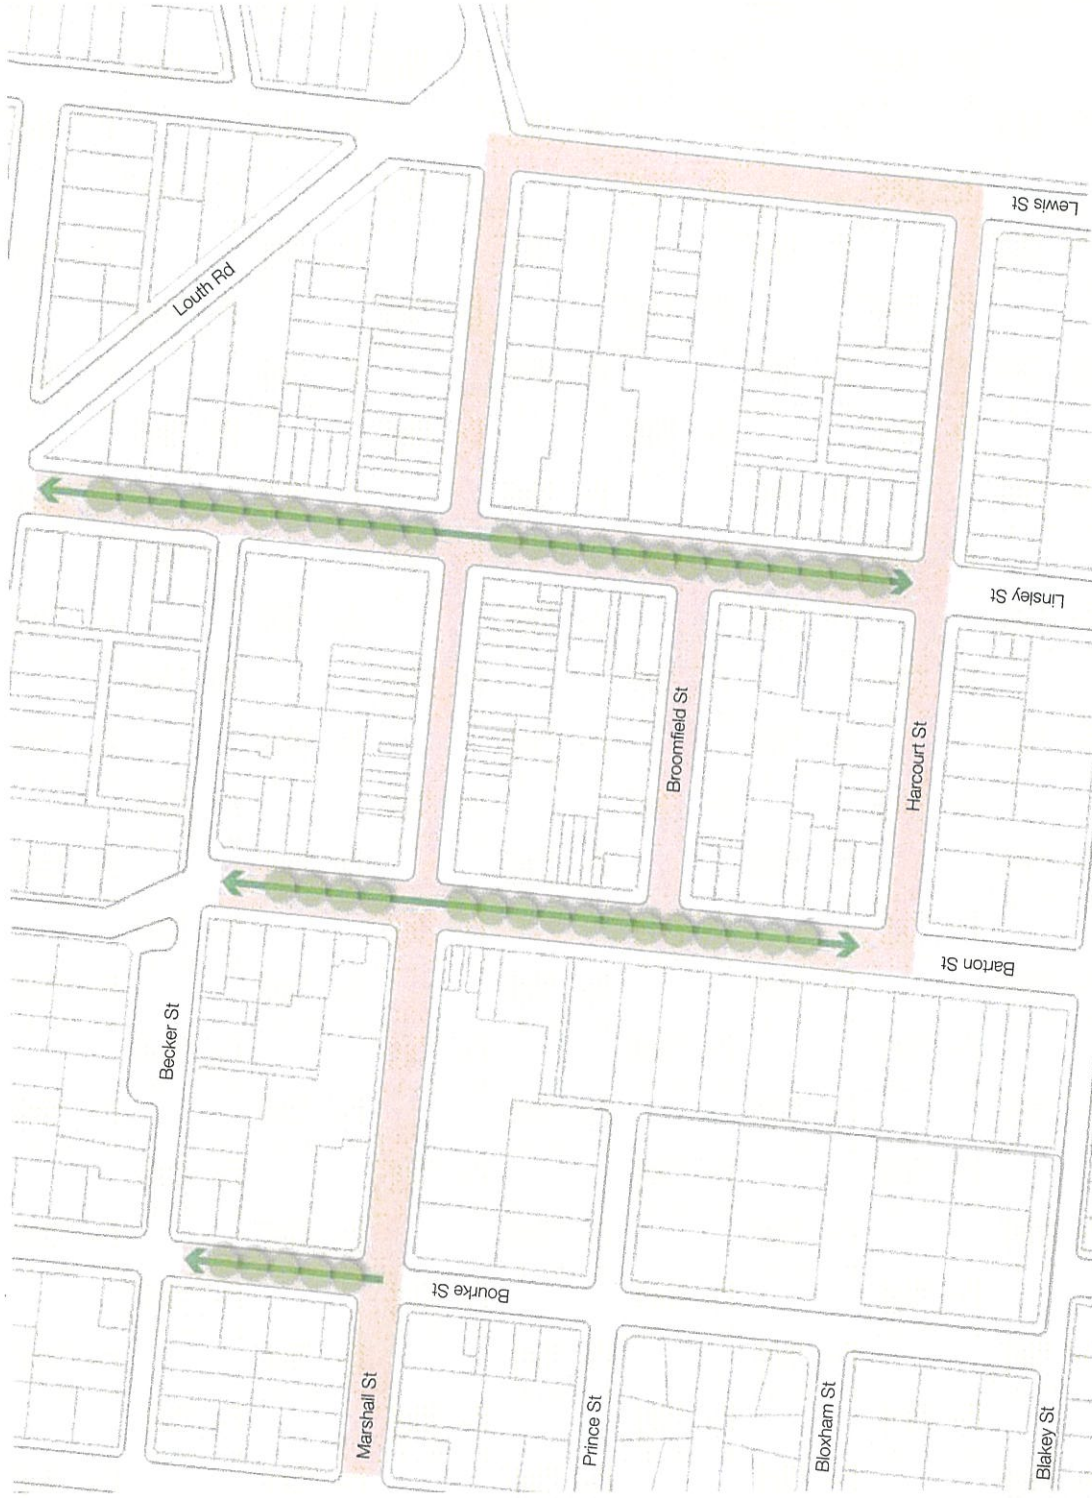 Lewis St
Louth Rd
Linsley St
Broomfield St
Harcourt St
Barton St
Becker St
Bourke St
Marshall St
Prince St
Bloxham St
Blakey St